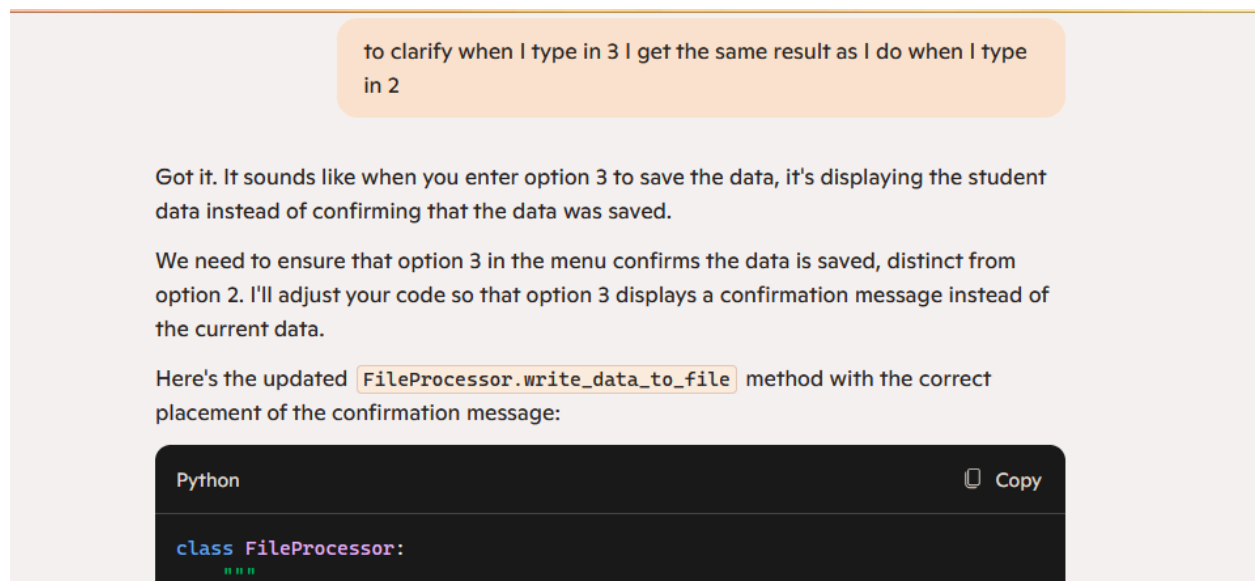 to clarify when I type in 3 I get the same result as I do when I type
in 2
Got it. It sounds like when you enter option 3 to save the data, it's displaying the student
data instead of confirming that the data was saved.
We need to ensure that option 3 in the menu confirms the data is saved, distinct from
option 2. I'll adjust your code so that option 3 displays a confirmation message instead of
the current data.
Here's the updated FileProcessor.write_data_to_file method with the correct
placement of the confirmation message:
Python Copy
class FileProcessor:
"""